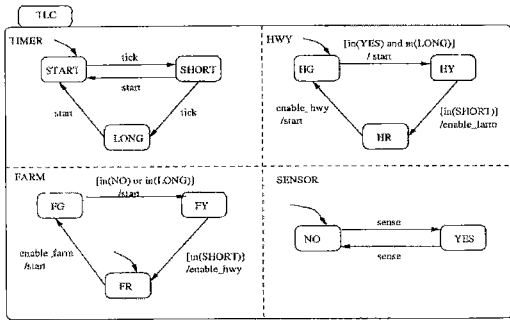 TLC
TIMER
START
tick
start
SHORT
start
tick
LONG
HWY
[in(YES) and in(LONG)]
/ start
HG
HY
enable_hwy
/start
[in(SHORT)]
/enable_farm
HR
FARM
[in(NO) or in(LONG)]
/start
FG
FY
enable_farm
/start
[in(SHORT)]
/enable_hwy
FR
SENSOR
NO
sense
sense
YES